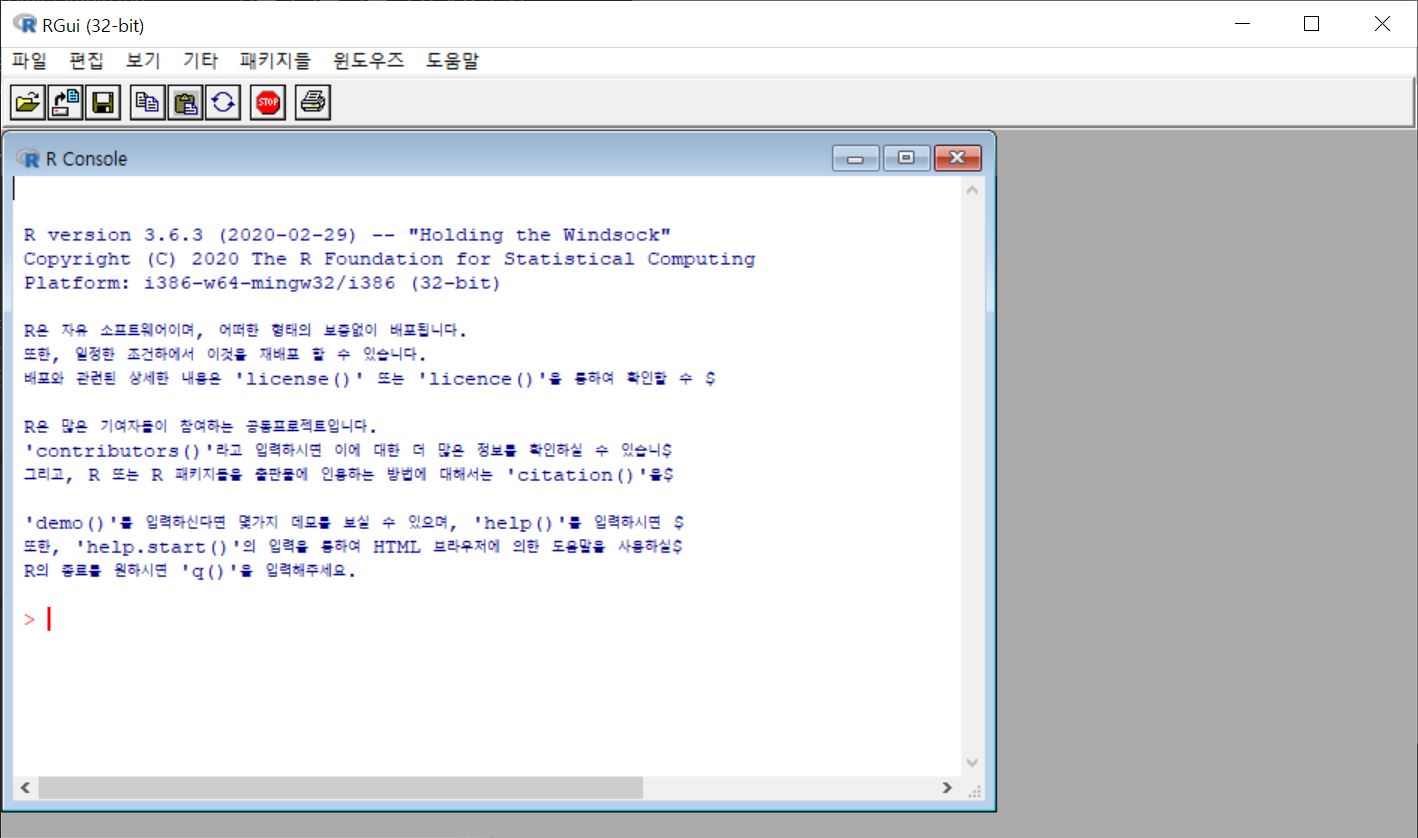 RGui (32-bit)
파일 편집 보기 기타 패키지들 윈도우즈 도움말
STOP
R Console
R version 3.6.3 (2020-02-29) -- "Holding the Windsock"
Copyright (C) 2020 The R Foundation for Statistical Computing
Platform: i386-w64-mingw32/i386 (32-bit)
R은 자유 소프트웨어이며, 어떠한 형태의 보증없이 배포됩니다.
또한, 일정한 조건하에서 이것을 재배포 할 수 있습니다.
배포와 관련된 상세한 내용은 'license()' 또는 'licence()'을 통하여 확인할 수 $
R은 많은 기여자들이 참여하는 공동프로젝트입니다.
'contributors()'라고 입력하시면 이에 대한 더 많은 정보를 확인하실 수 있습니$
그리고, R 또는 R 패키지들을 출판물에 인용하는 방법에 대해서는 'citation()'을$
'demo()'를 입력하신다면 몇가지 데모를 보실 수 있으며, 'help()'를 입력하시면 $
또한, 'help.start()'의 입력을 통하여 HTML 브라우저에 의한 도움말을 사용하실$
R의 종료를 원하시면 'q()'을 입력해주세요.
>